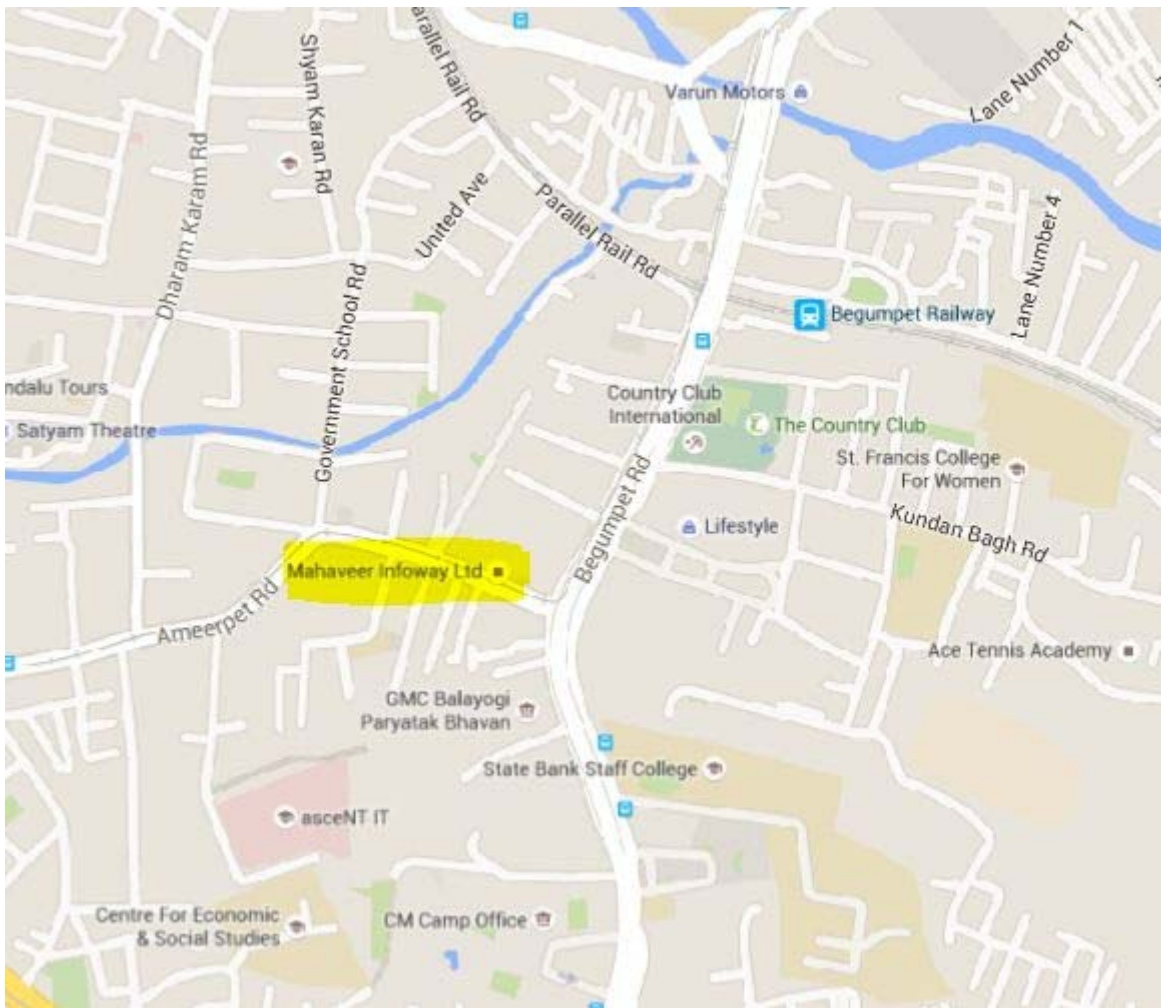 Parallel Rail Rd
Shyam Karan Rd
Lane Number 1
Varun Motors
Dharam Karam Rd
United Ave
Parallel Rail Rd
Lane Number 4
Government School Rd
Begumpet Railway
ndalu Tours
Country Club
International
Satyam Theatre
The Country Club
St. Francis College
For Women
Begumpet Rd
Lifestyle
Kundan Bagh Rd
Mahaveer Infoway Ltd
Ameerpet Rd
Ace Tennis Academy
GMC Balayogi
Paryatak Bhavan
State Bank Staff College
asceNT IT
Centre For Economic
& Social Studies
CM Camp Office